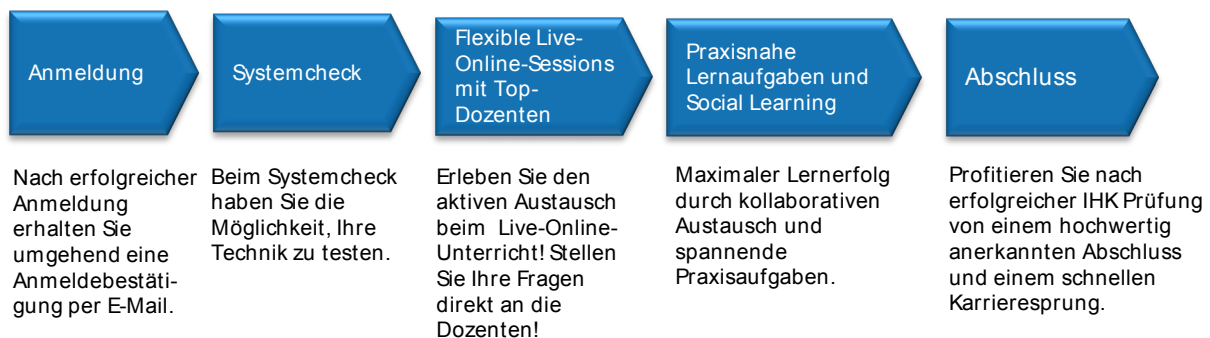 Anmeldung
Systemcheck
Flexible Live-
Online-Sessions
mit Top-
Dozenten
Praxisnahe
Lernaufgaben und
Social Learning
Abschluss
Nach erfolgreicher
Anmeldung
erhalten Sie
umgehend eine
Anmeldebestäti-
gung per E-Mail.
Beim Systemcheck
haben Sie die
Möglichkeit, Ihre
Technik zu testen.
Erleben Sie den
aktiven Austausch
beim Live-Online-
Unterricht! Stellen
Sie Ihre Fragen
direkt an die
Dozenten!
Maximaler Lernerfolg
durch kollaborativen
Austausch und
spannende
Praxisaufgaben.
Profitieren Sie nach
erfolgreicher IHK Prüfung
von einem hochwertig
anerkannten Abschluss
und einem schnellen
Karrieresprung.